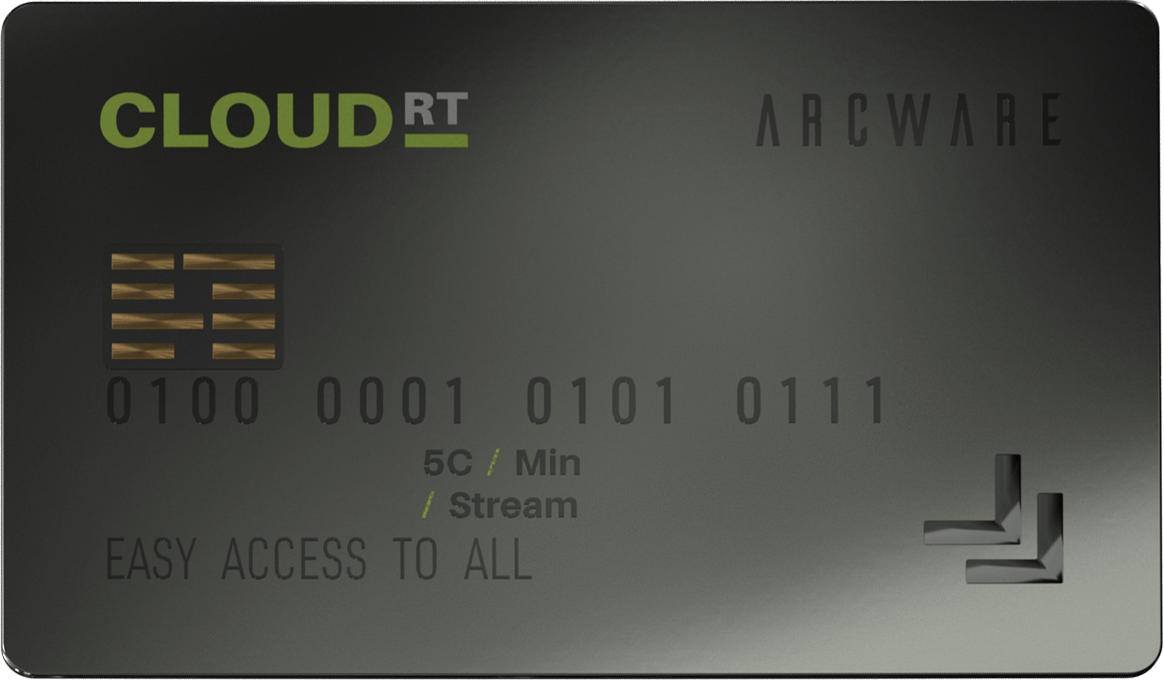 CLOUD RT
ARCWARE
0100 0001 0101 0111
5C / Min
/ Stream
EASY ACCESS TO ALL